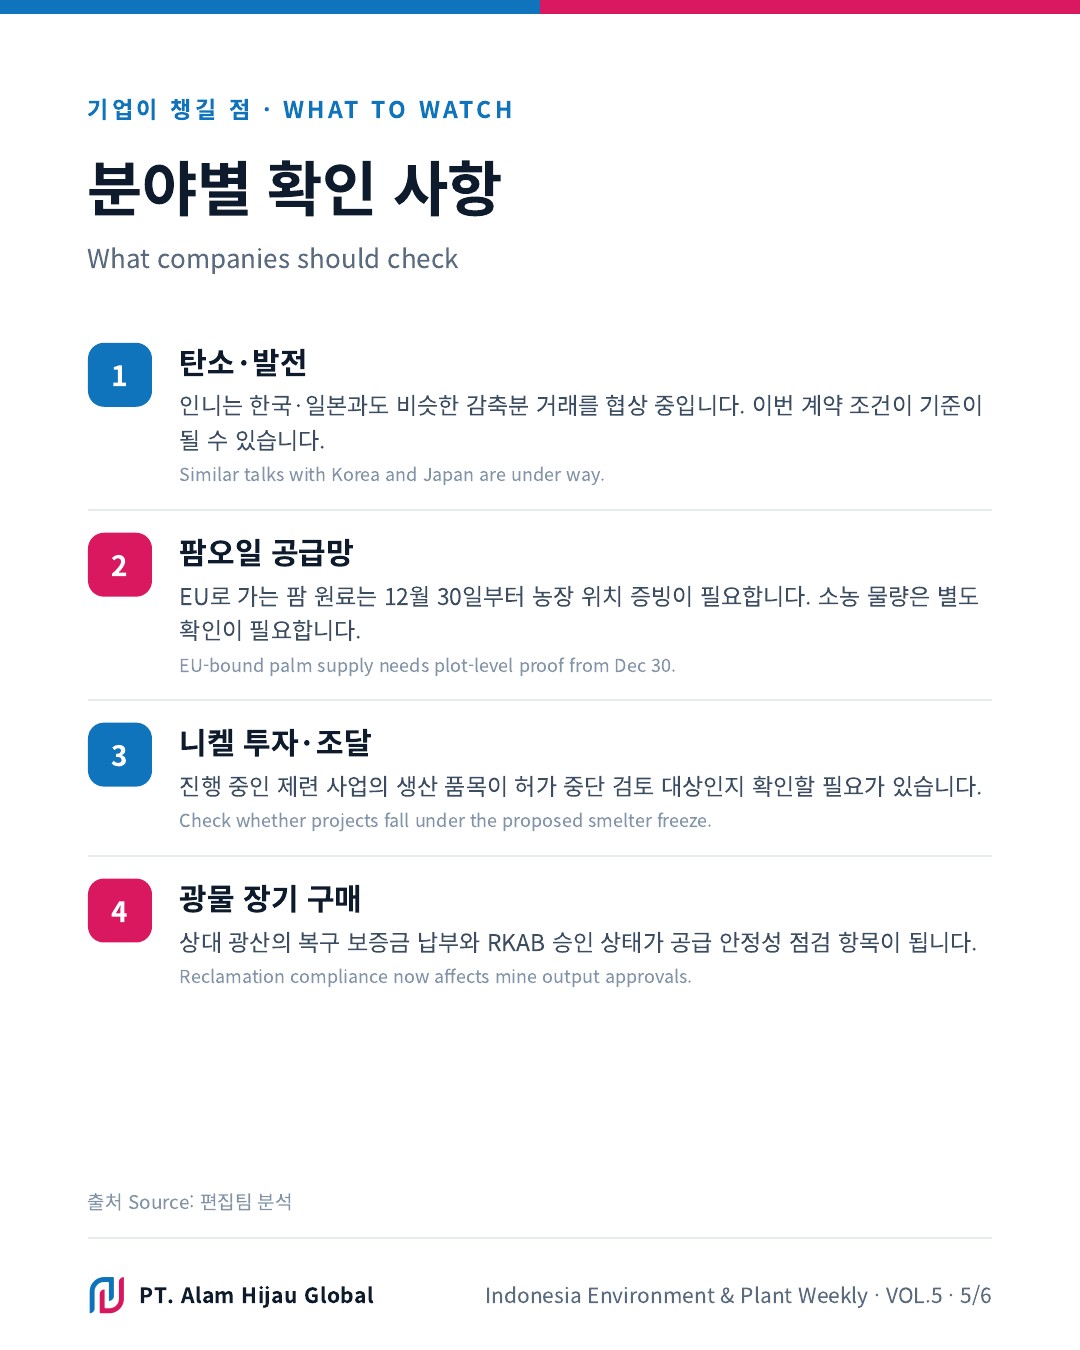 기업이 챙길 점 · WHAT TO WATCH
분야별 확인 사항
What companies should check
1
탄소·발전
인니는 한국·일본과도 비슷한 감축분 거래를 협상 중입니다. 이번 계약 조건이 기준이
될 수 있습니다.
Similar talks with Korea and Japan are under way.
2
팜오일 공급망
EU로 가는 팜 원료는 12월 30일부터 농장 위치 증빙이 필요합니다. 소농 물량은 별도
확인이 필요합니다.
EU-bound palm supply needs plot-level proof from Dec 30.
3
니켈 투자·조달
진행 중인 제련 사업의 생산 품목이 허가 중단 검토 대상인지 확인할 필요가 있습니다.
Check whether projects fall under the proposed smelter freeze.
4
광물 장기 구매
상대 광산의 복구 보증금 납부와 RKAB 승인 상태가 공급 안정성 점검 항목이 됩니다.
Reclamation compliance now affects mine output approvals.
출처 Source: 편집팀 분석
PT. Alam Hijau Global
Indonesia Environment & Plant Weekly · VOL.5 · 5/6